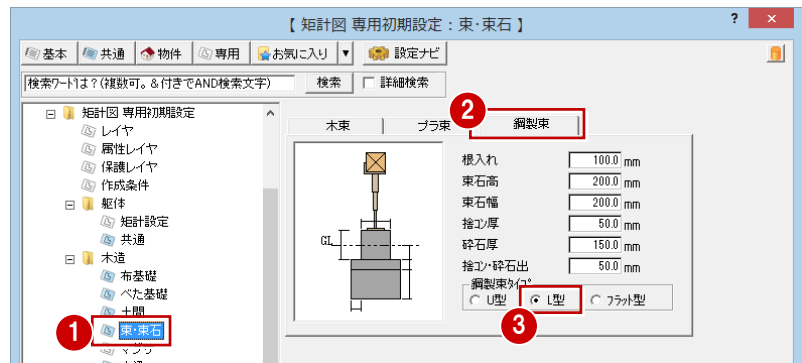 【 矩計図 専用初期設定：束・束石 】
? ×
基本 共通 物件 専用 お気に入り ▼ 設定ナビ
検索ワードは？(複数可。＆付きでAND検索文字) 検索 詳細検索
矩計図 専用初期設定
レイヤ
属性レイヤ
保護レイヤ
作成条件
躯体
矩計設定
共通
木造
布基礎
べた基礎
土間
束・束石
1
2
木束 プラ束 鋼製束
GL
根入れ 100.0 mm
束石高 200.0 mm
束石幅 200.0 mm
捨コン厚 50.0 mm
砕石厚 150.0 mm
捨コン・砕石出 50.0 mm
鋼製束タイプ
U型 L型 フラット型
3